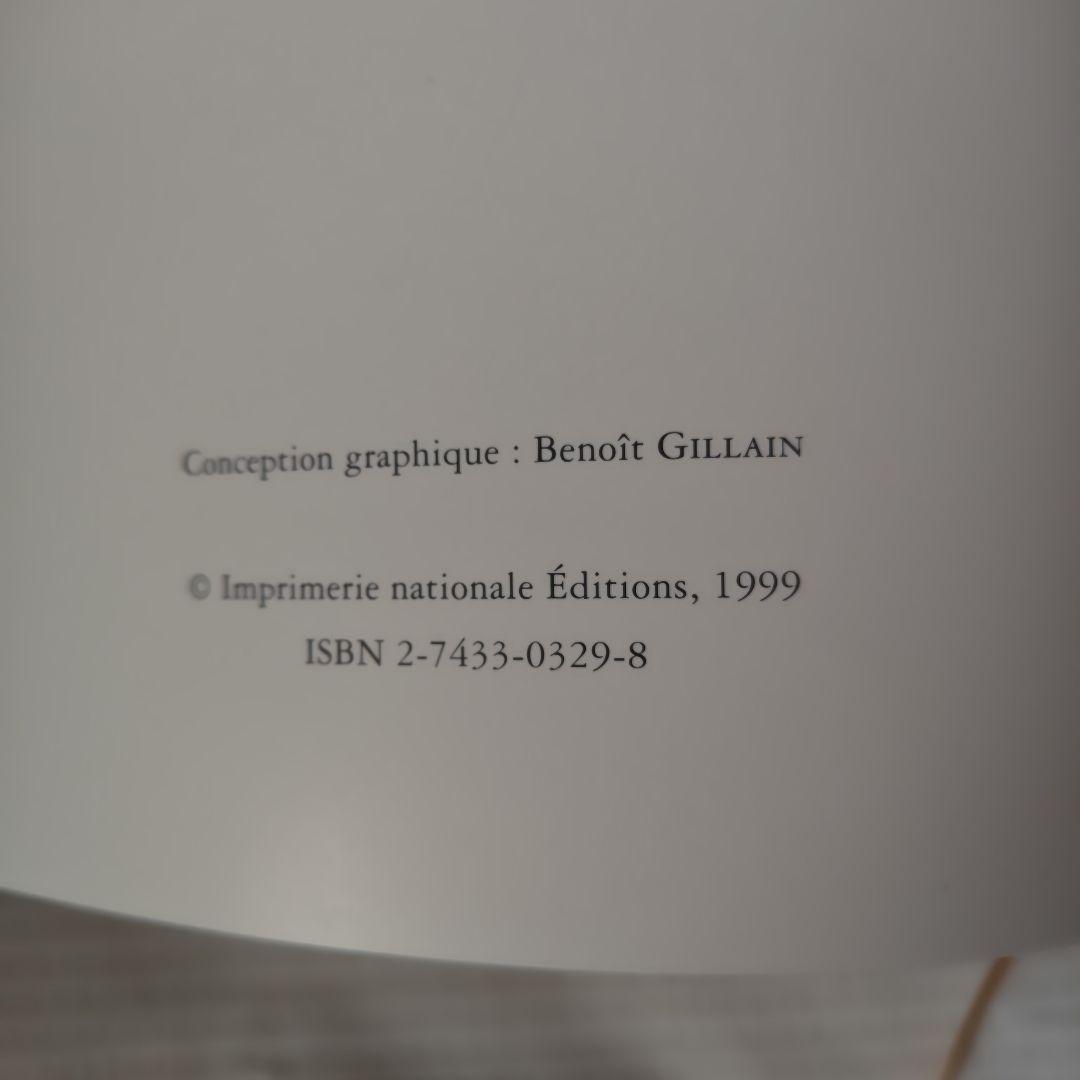 Conception graphique : Benoît GILLAIN
© Imprimerie nationale Éditions, 1999
ISBN 2-7433-0329-8